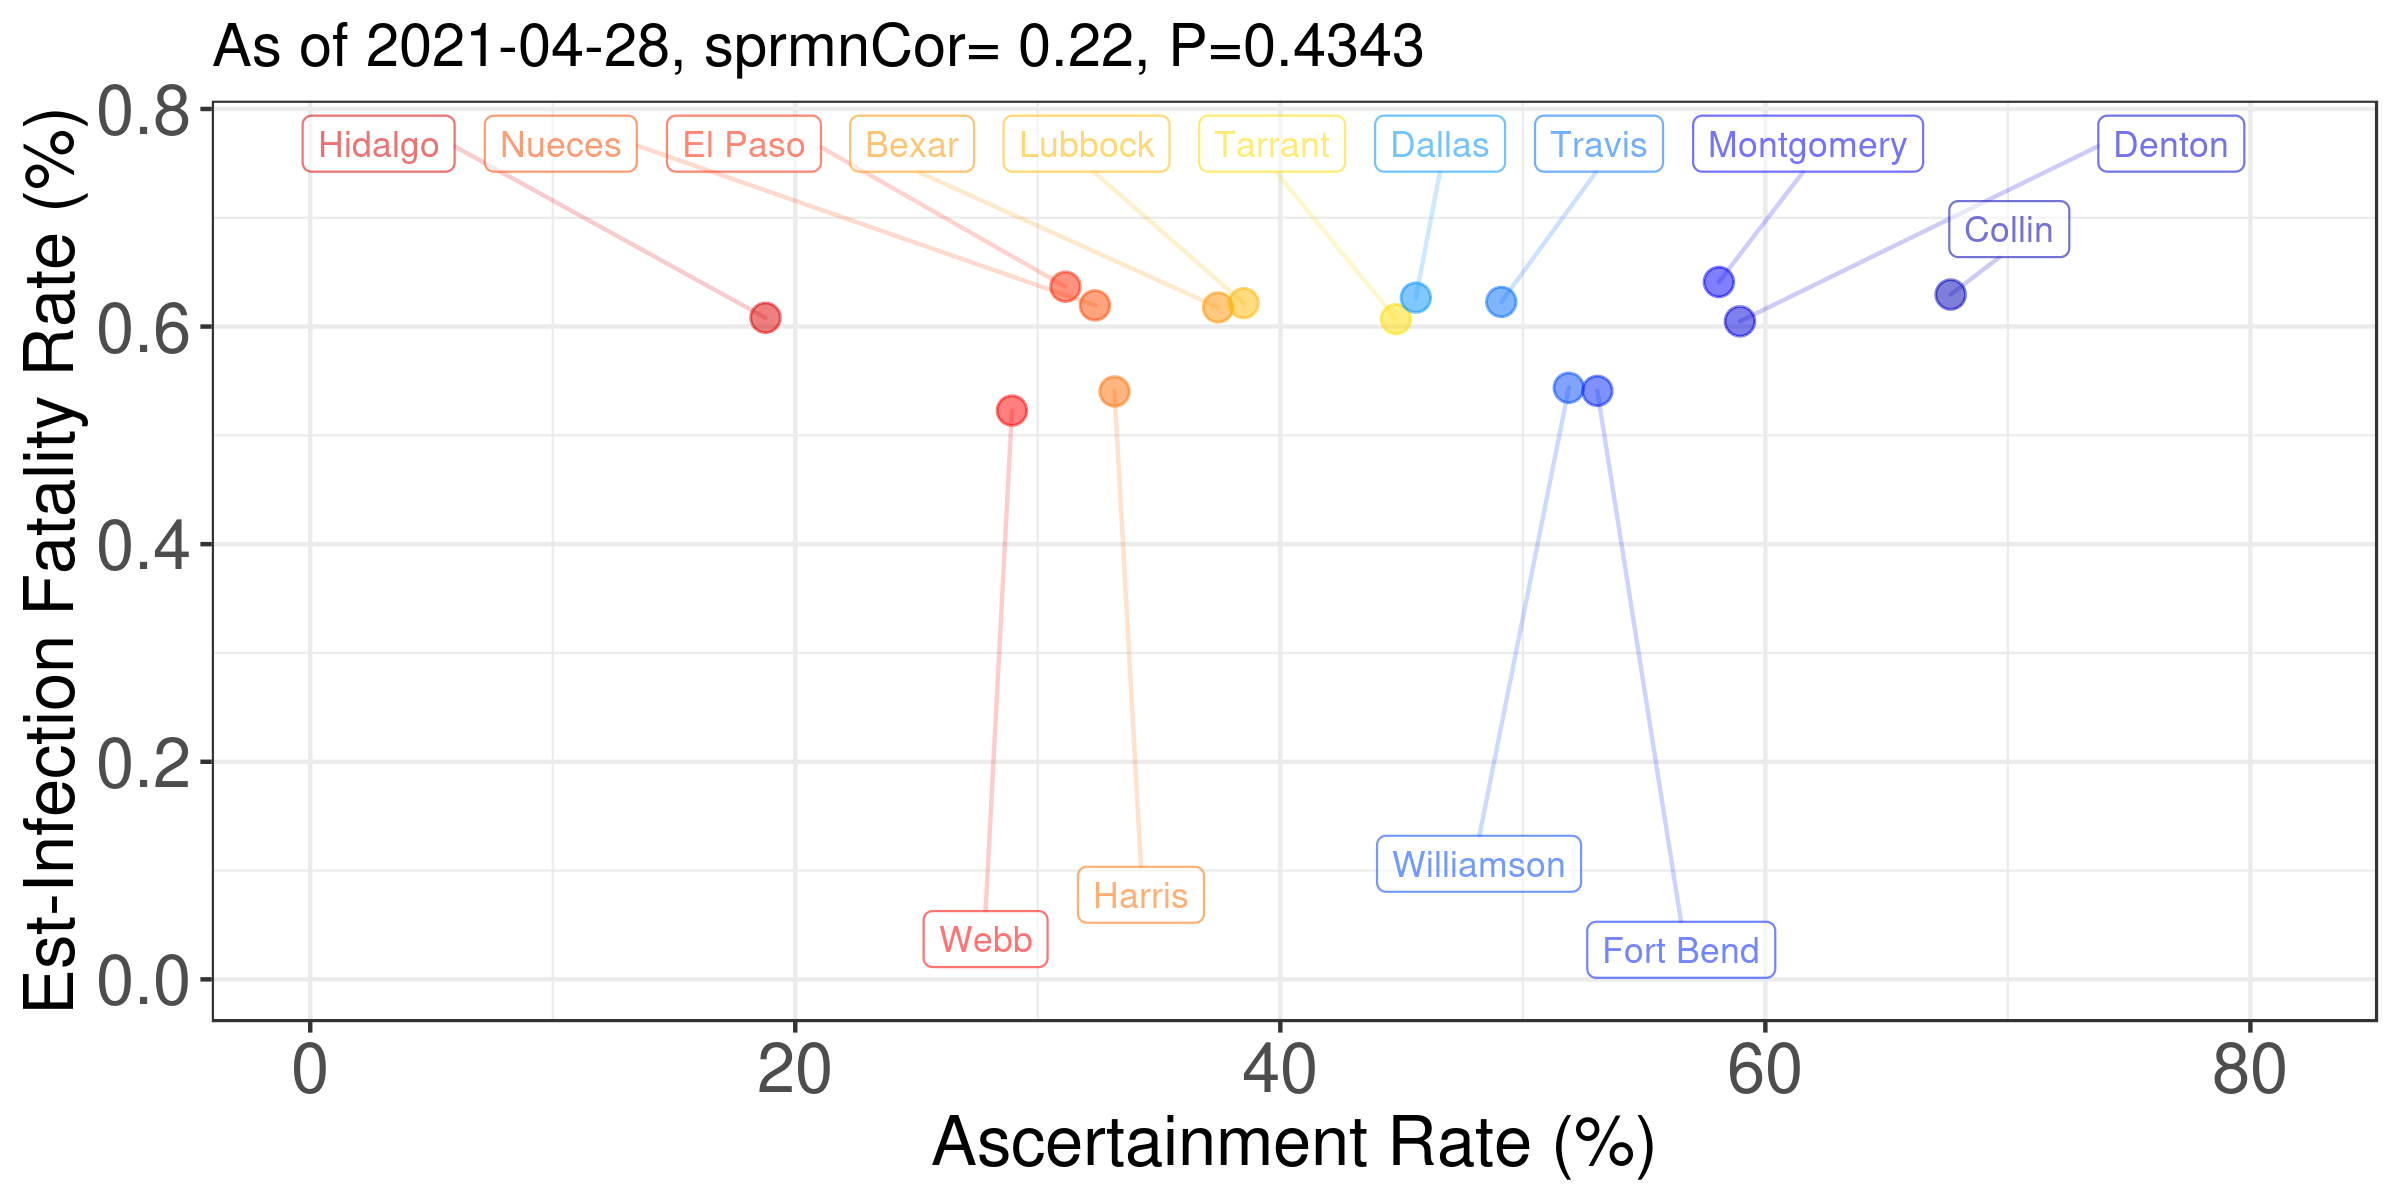 As of 2021-04-28, sprmnCor= 0.22, P=0.4343
Est-Infection Fatality Rate (%)
0.8
0.6
0.4
0.2
0.0
Hidalgo
Nueces
El Paso
Bexar
Lubbock
Tarrant
Dallas
Travis
Montgomery
Denton
Collin
Williamson
Harris
Webb
Fort Bend
0
20
40
60
80
Ascertainment Rate (%)